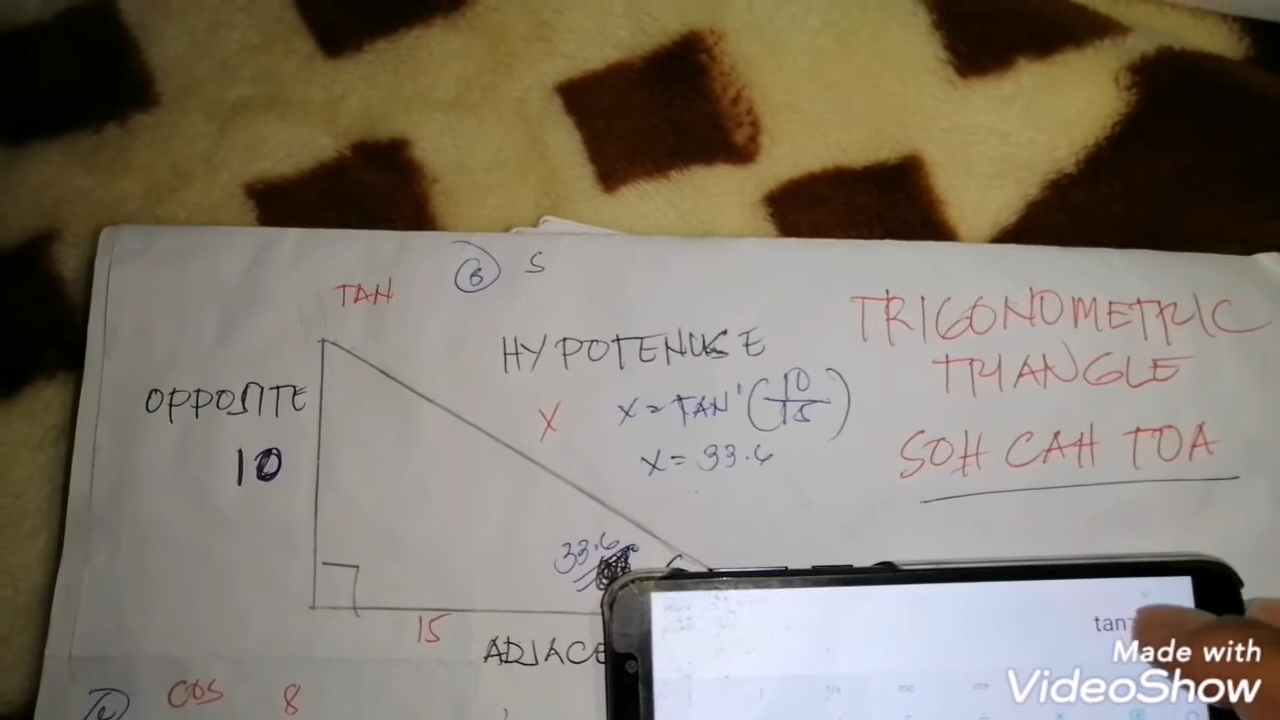 TAN
6 S
HYPOTENUSE
OPPOSITE
10
X
X = TAN' (10/15)
X = 33.6
TRIGONOMETRIC
TRIANGLE
SOH CAH TOA
33.6
15
ADJACE
COS 8
tan
Made with
VideoShow